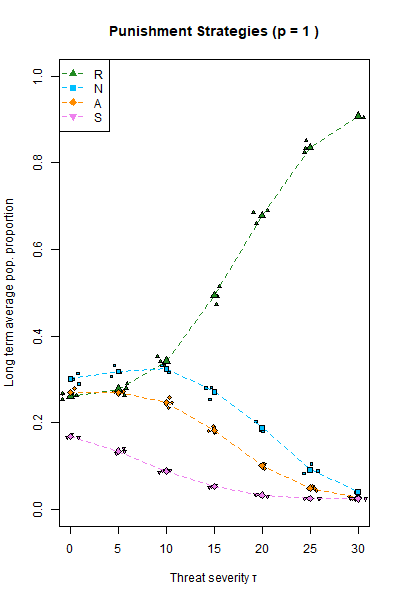 Punishment Strategies (p = 1 )
R
N
A
S
Long term average pop. proportion
1.0
0.8
0.6
0.4
0.2
0.0
0 5 10 15 20 25 30
Threat severity τ